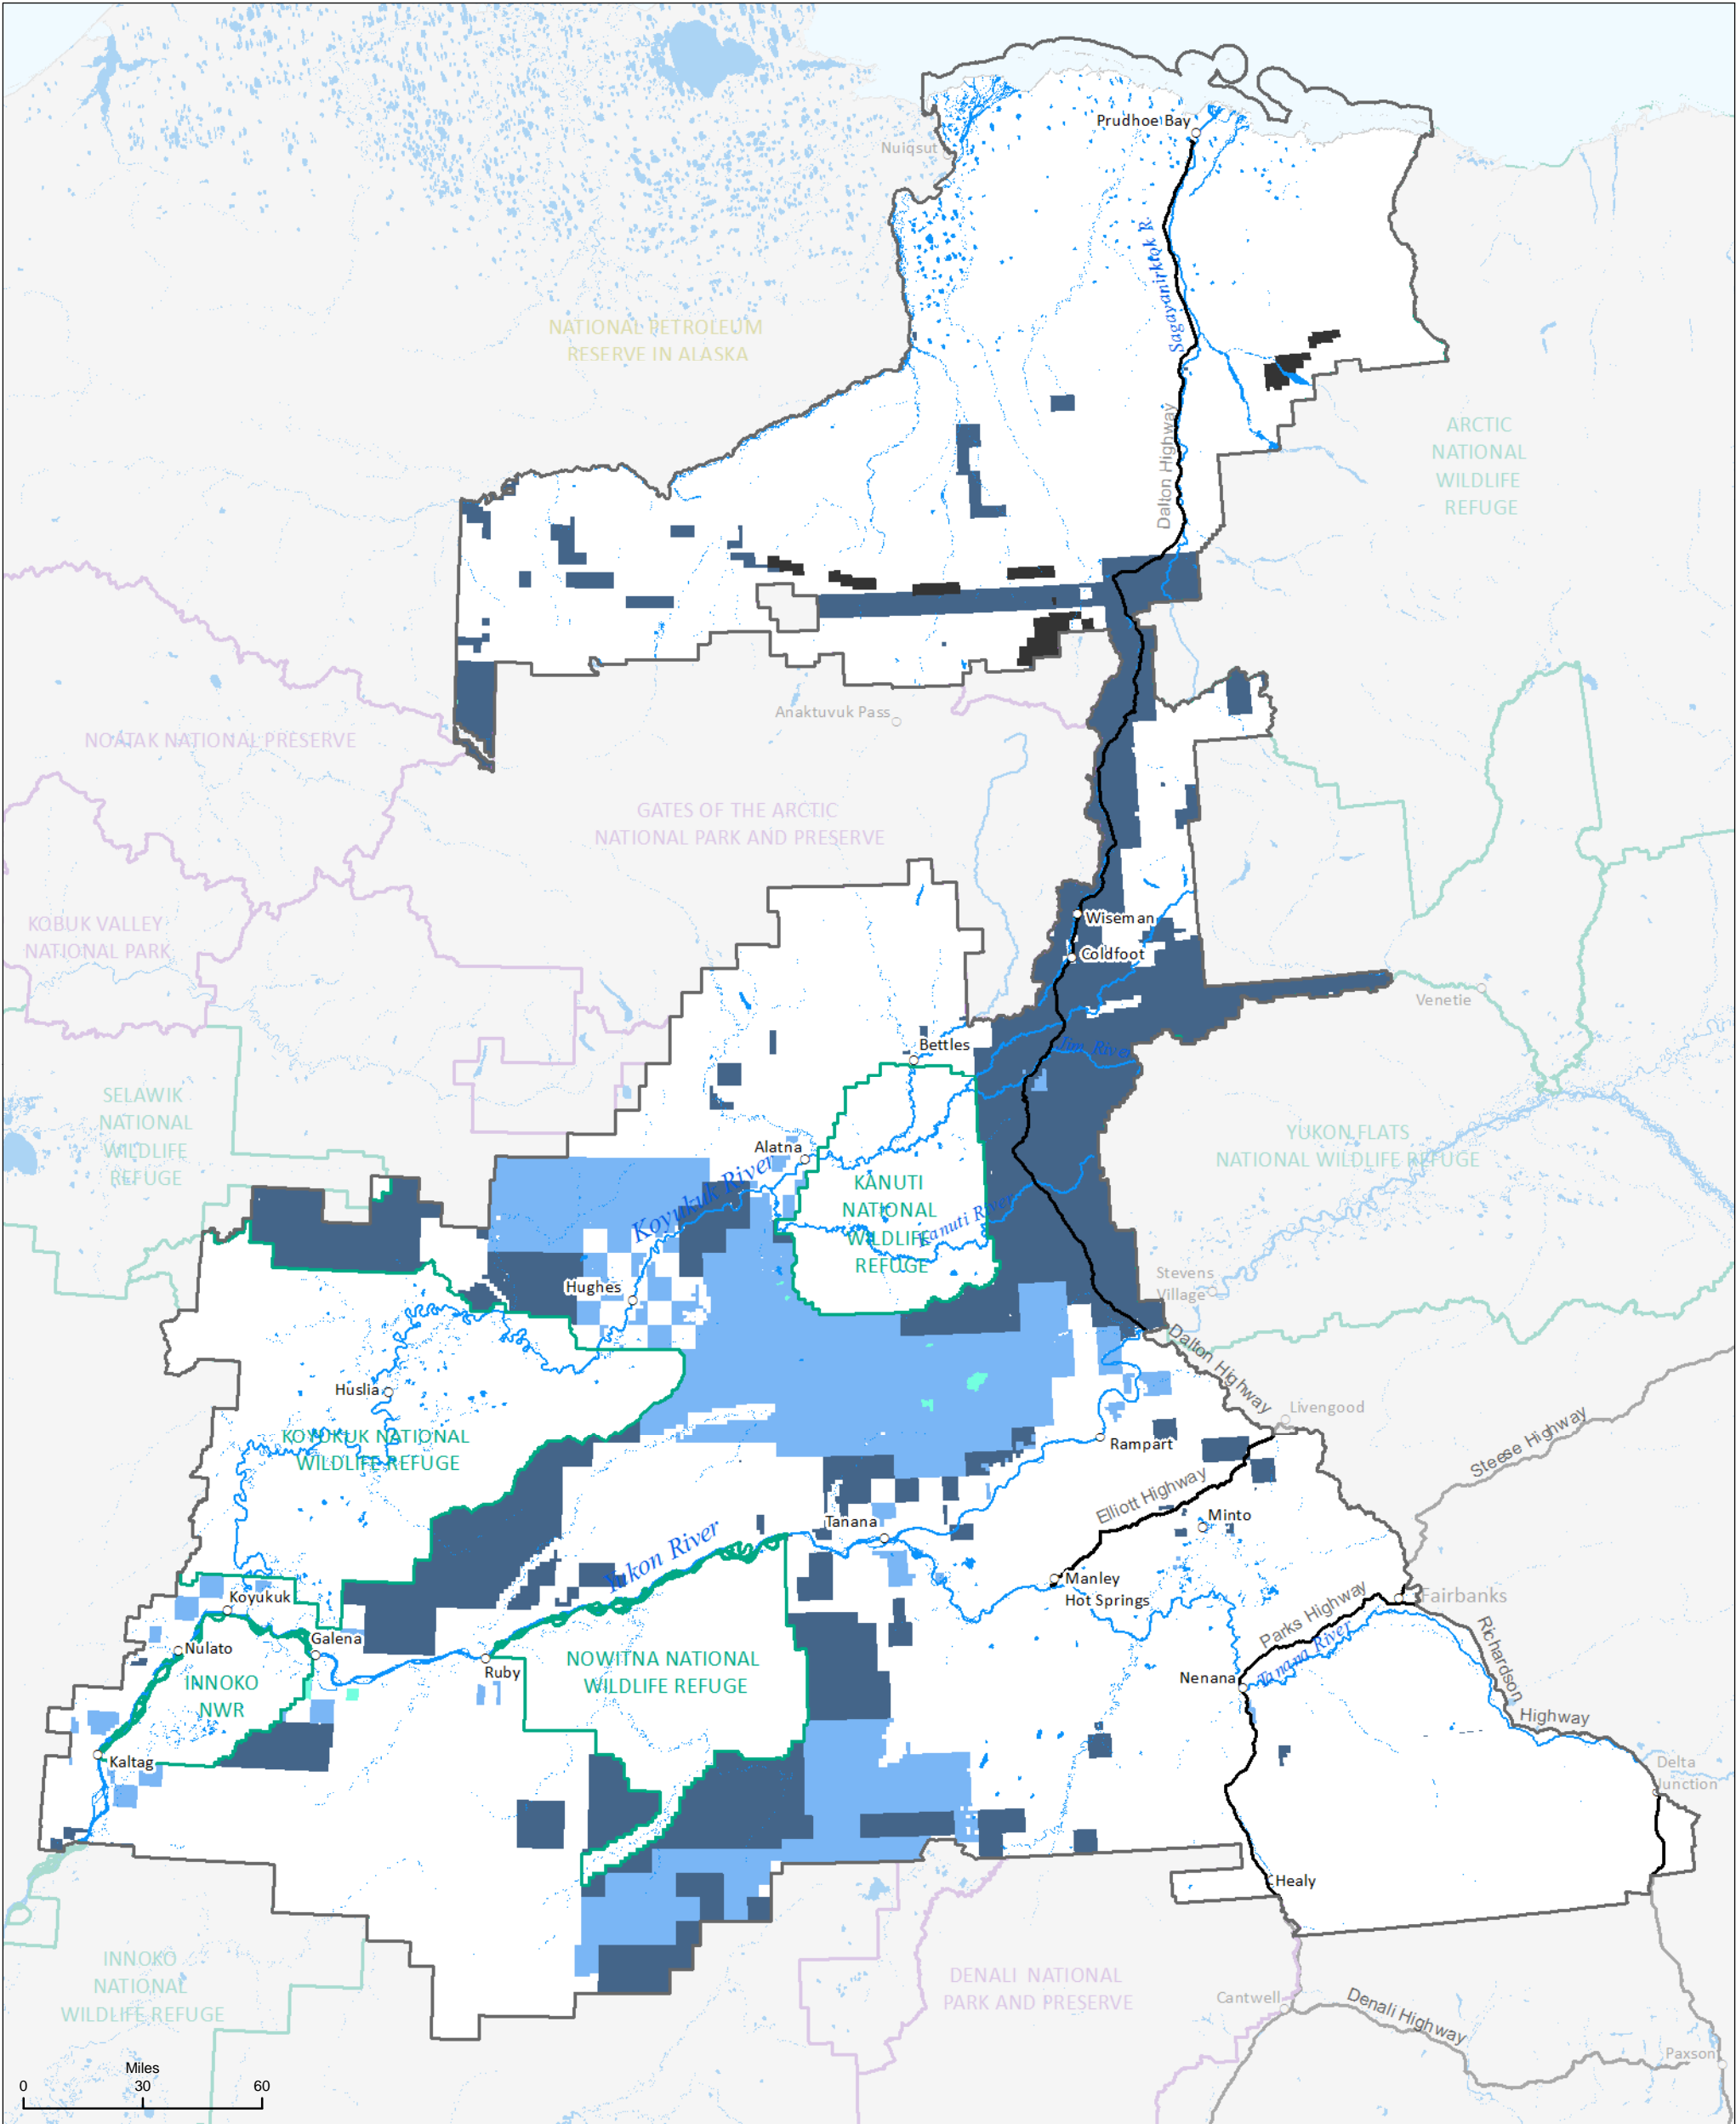 Prudhoe Bay
Nuiqsut
Sagavanirktok R.
NATIONAL PETROLEUM
RESERVE IN ALASKA
Dalton Highway
ARCTIC
NATIONAL
WILDLIFE
REFUGE
Anaktuvuk Pass
NOATAK NATIONAL PRESERVE
GATES OF THE ARCTIC
NATIONAL PARK AND PRESERVE
KOBUK VALLEY
NATIONAL PARK
Wiseman
Coldfoot
Venetie
Bettles
Jim River
SELAWIK
NATIONAL
WILDLIFE
REFUGE
Alatna
YUKON FLATS
NATIONAL WILDLIFE REFUGE
KANUTI
NATIONAL
WILDLIFE
REFUGE
Koyukuk River
Kanuti River
Hughes
Stevens
Village
Dalton Highway
Huslia
Livengood
KOYUKUK NATIONAL
WILDLIFE REFUGE
Rampart
Steese Highway
Elliott Highway
Minto
Tanana
Yukon River
Manley
Hot Springs
Koyukuk
Fairbanks
Parks Highway
Nulato
Galena
Ruby
Tanana River
Richardson
Highway
INNOKO
NWR
NOWITNA NATIONAL
WILDLIFE REFUGE
Nenana
Kaltag
Delta
Junction
Healy
INNOKO
NATIONAL
WILDLIFE REFUGE
DENALI NATIONAL
PARK AND PRESERVE
Cantwell
Denali Highway
Paxson
Miles
0 30 60